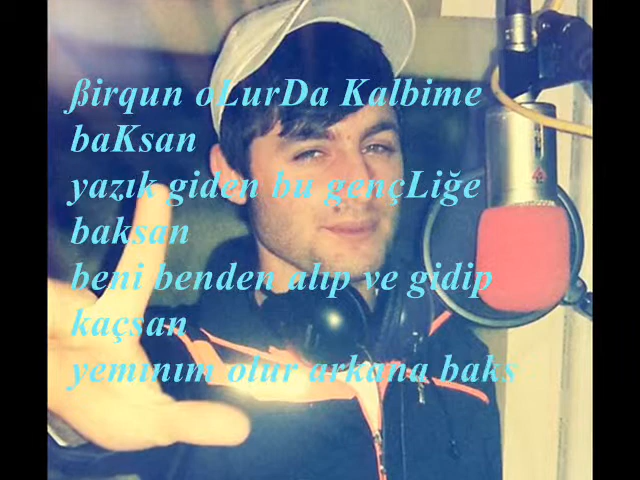 ßirqun oLurDa Kalbime
baKsan
yazık giden bu gençLiğe
baksan
beni benden alıp ve gidip
kaçsan
yemınım olur arkana baks